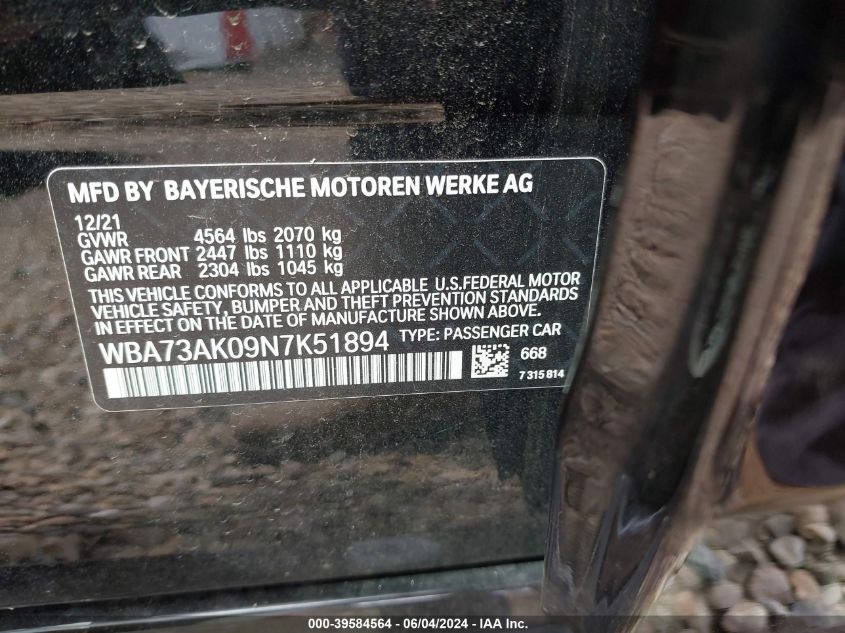 MFD BY BAYERISCHE MOTOREN WERKE AG
12/21
GVWR 4564 lbs 2070 kg
GAWR FRONT 2447 lbs 1110 kg
GAWR REAR 2304 lbs 1045 kg
THIS VEHICLE CONFORMS TO ALL APPLICABLE U.S.FEDERAL MOTOR
VEHICLE SAFETY, BUMPER AND THEFT PREVENTION STANDARDS
IN EFFECT ON THE DATE OF MANUFACTURE SHOWN ABOVE.
WBA73AK09N7K51894 TYPE: PASSENGER CAR
668
7 315 814
000-39584564 | 06/04/2024 | IAA Inc.